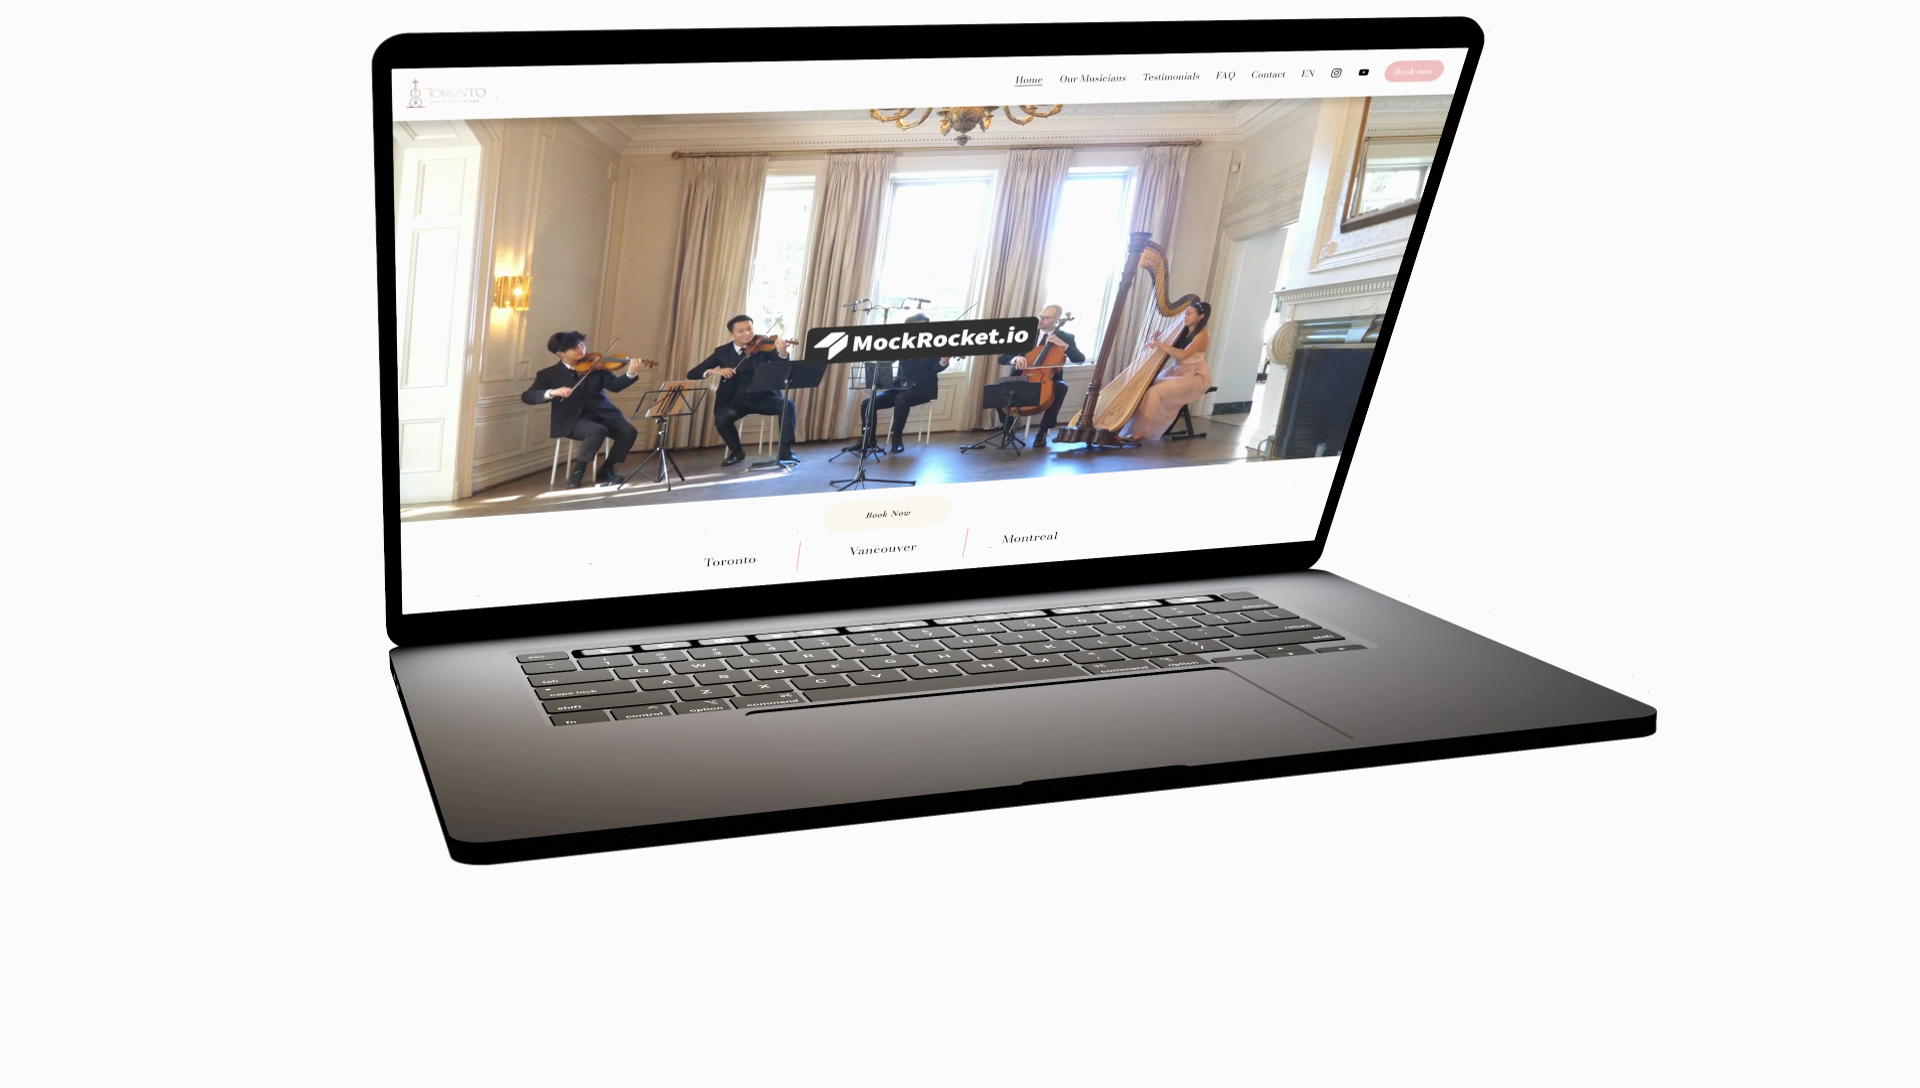 TORONTO
Home Our Musicians Testimonials FAQ Contact EN Book now
MockRocket.io
Book Now
Toronto Vancouver Montreal
esc
delete
tab Q W E R T Y U I O P
caps lock A S D F G H J K L return
shift Z X C V B N M shift
fn control option command command option